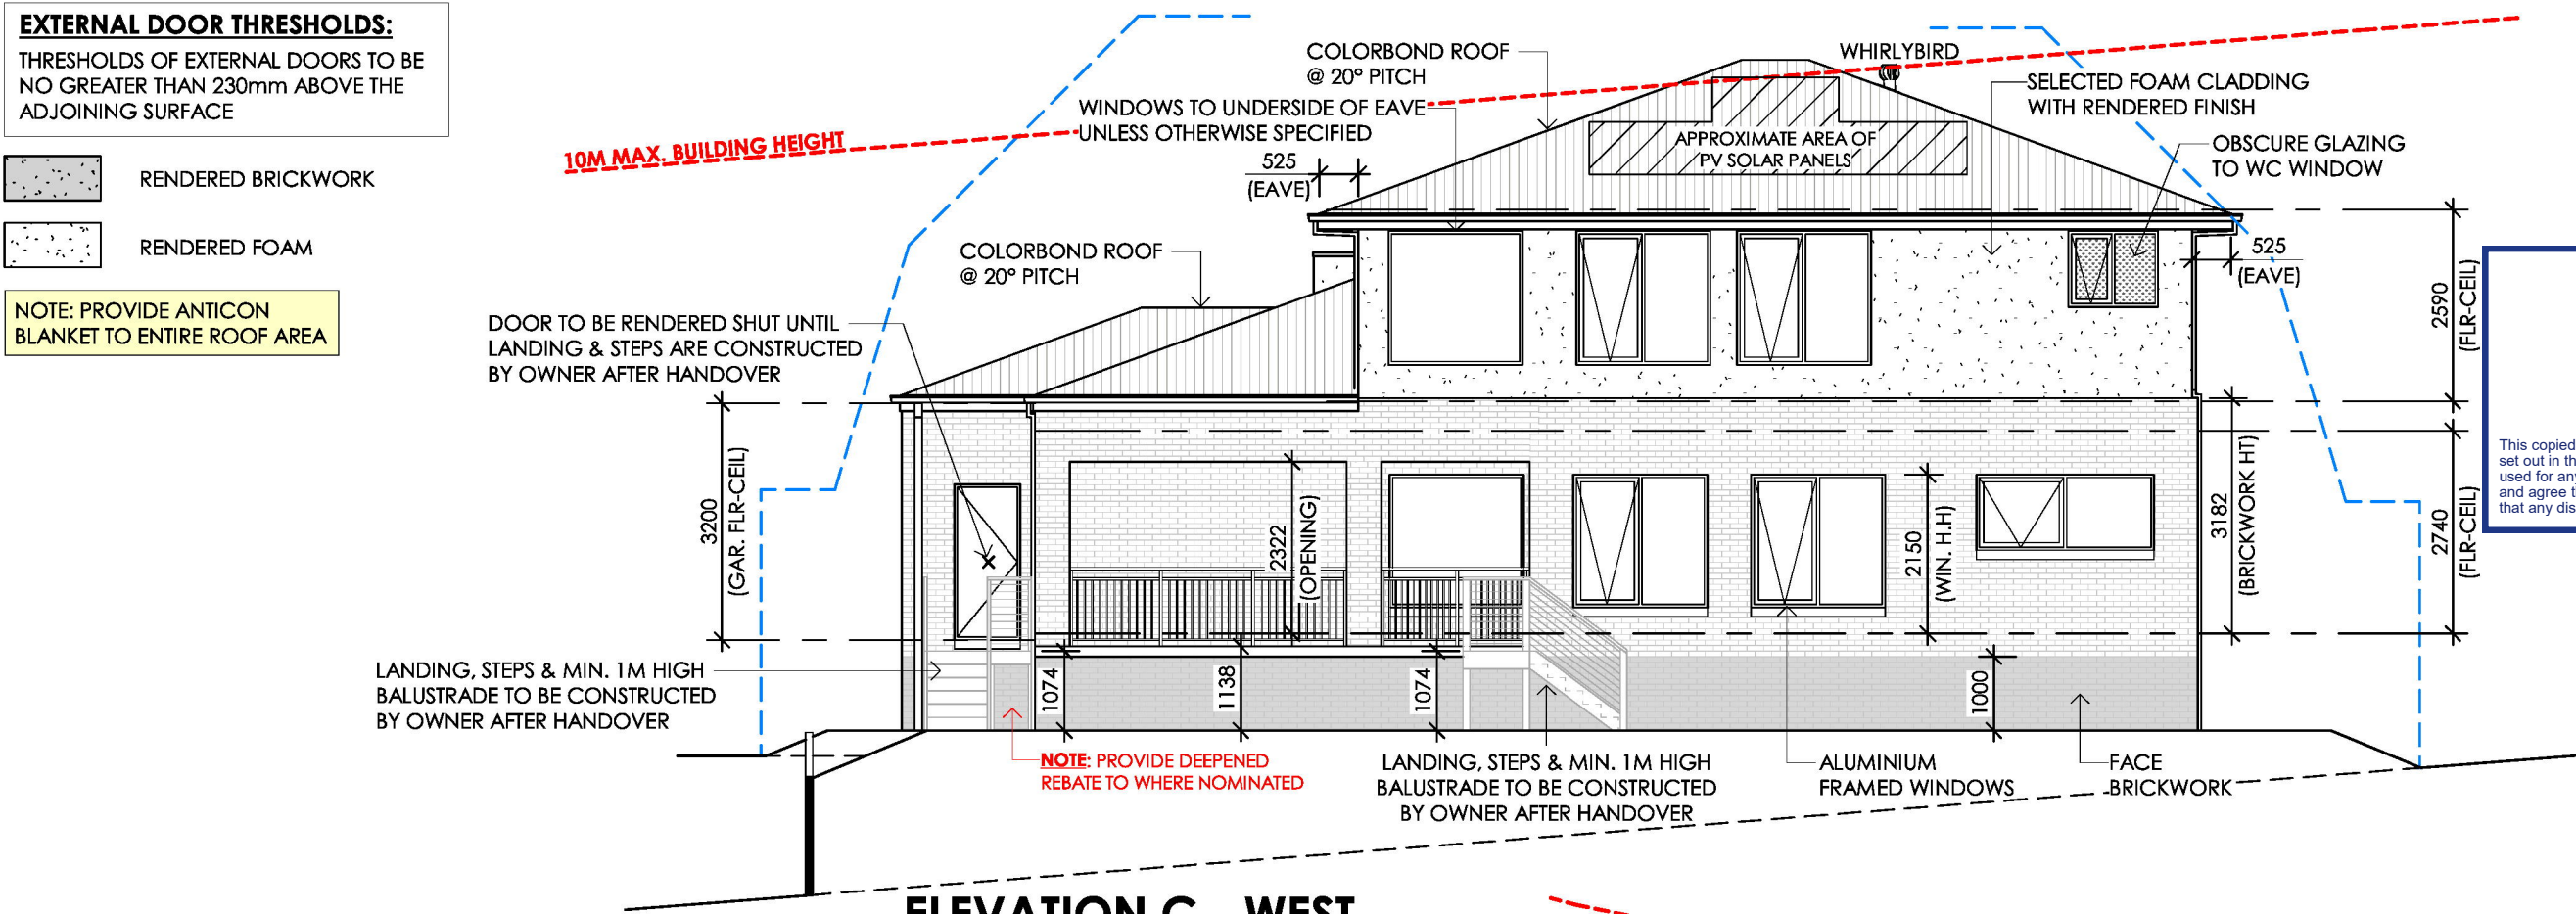 EXTERNAL DOOR THRESHOLDS:
THRESHOLDS OF EXTERNAL DOORS TO BE
NO GREATER THAN 230mm ABOVE THE
ADJOINING SURFACE
RENDERED BRICKWORK
RENDERED FOAM
NOTE: PROVIDE ANTICON
BLANKET TO ENTIRE ROOF AREA
10M MAX. BUILDING HEIGHT
COLORBOND ROOF
@ 20° PITCH
WINDOWS TO UNDERSIDE OF EAVE
UNLESS OTHERWISE SPECIFIED
525
(EAVE)
WHIRLYBIRD
SELECTED FOAM CLADDING
WITH RENDERED FINISH
OBSCURE GLAZING
TO WC WINDOW
APPROXIMATE AREA OF
PV SOLAR PANELS
COLORBOND ROOF
@ 20° PITCH
525
(EAVE)
2590
(FLR-CEIL)
DOOR TO BE RENDERED SHUT UNTIL
LANDING & STEPS ARE CONSTRUCTED
BY OWNER AFTER HANDOVER
3200
(GAR. FLR-CEIL)
2322
(OPENING)
2150
(WIN. H.H)
3182
(BRICKWORK HT)
2740
(FLR-CEIL)
This copied
set out in th
used for any
and agree t
that any dis
LANDING, STEPS & MIN. 1M HIGH
BALUSTRADE TO BE CONSTRUCTED
BY OWNER AFTER HANDOVER
1074
1138
1074
1000
NOTE: PROVIDE DEEPENED
REBATE TO WHERE NOMINATED
LANDING, STEPS & MIN. 1M HIGH
BALUSTRADE TO BE CONSTRUCTED
BY OWNER AFTER HANDOVER
ALUMINIUM
FRAMED WINDOWS
FACE
BRICKWORK
ELEVATION C - WEST